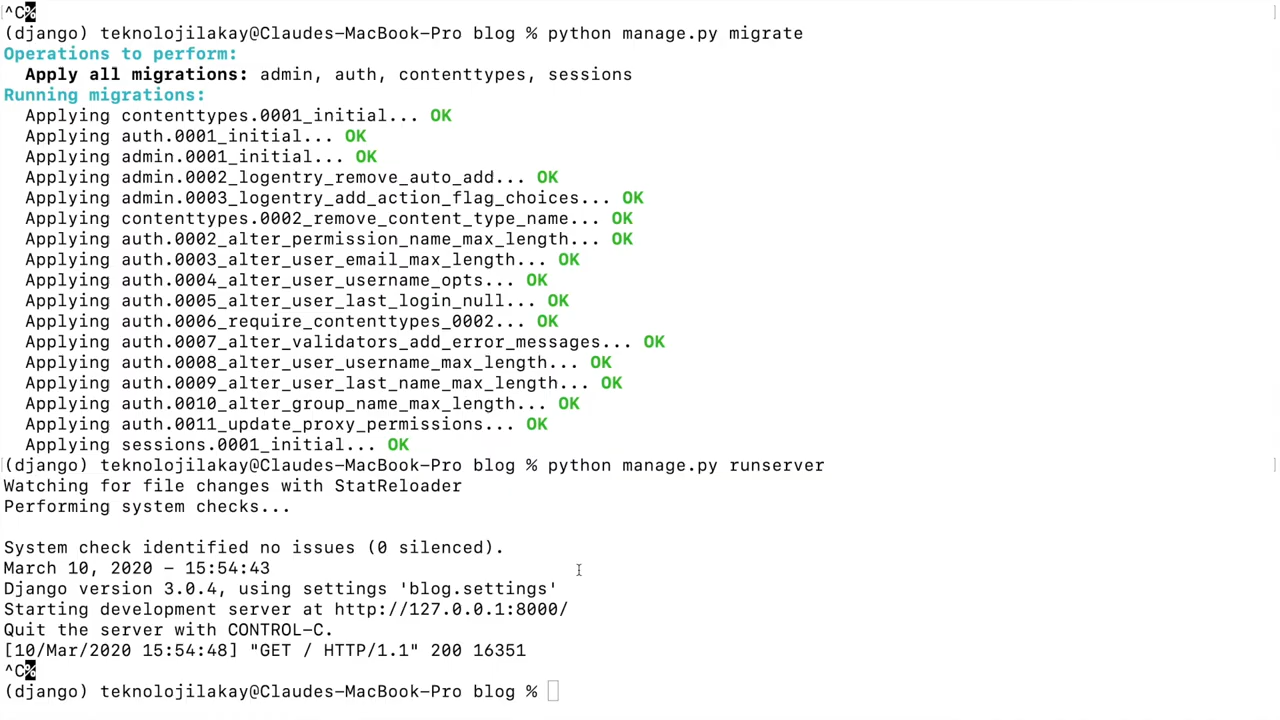 ^C%
(django) teknolojilakay@Claudes-MacBook-Pro blog % python manage.py migrate
Operations to perform:
  Apply all migrations: admin, auth, contenttypes, sessions
Running migrations:
  Applying contenttypes.0001_initial... OK
  Applying auth.0001_initial... OK
  Applying admin.0001_initial... OK
  Applying admin.0002_logentry_remove_auto_add... OK
  Applying admin.0003_logentry_add_action_flag_choices... OK
  Applying contenttypes.0002_remove_content_type_name... OK
  Applying auth.0002_alter_permission_name_max_length... OK
  Applying auth.0003_alter_user_email_max_length... OK
  Applying auth.0004_alter_user_username_opts... OK
  Applying auth.0005_alter_user_last_login_null... OK
  Applying auth.0006_require_contenttypes_0002... OK
  Applying auth.0007_alter_validators_add_error_messages... OK
  Applying auth.0008_alter_user_username_max_length... OK
  Applying auth.0009_alter_user_last_name_max_length... OK
  Applying auth.0010_alter_group_name_max_length... OK
  Applying auth.0011_update_proxy_permissions... OK
  Applying sessions.0001_initial... OK
(django) teknolojilakay@Claudes-MacBook-Pro blog % python manage.py runserver
Watching for file changes with StatReloader
Performing system checks...

System check identified no issues (0 silenced).
March 10, 2020 - 15:54:43
Django version 3.0.4, using settings 'blog.settings'
Starting development server at http://127.0.0.1:8000/
Quit the server with CONTROL-C.
[10/Mar/2020 15:54:48] "GET / HTTP/1.1" 200 16351
^C%
(django) teknolojilakay@Claudes-MacBook-Pro blog %